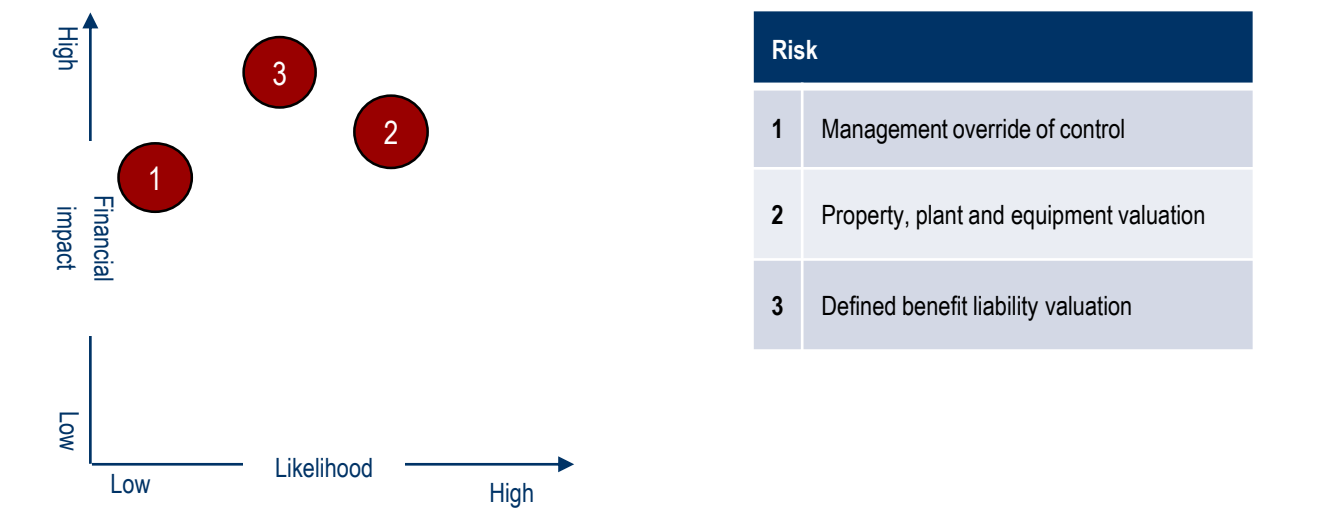 High
3
2
1
Financial
impact
Low
Likelihood
Low
High
Risk
1 Management override of control
2 Property, plant and equipment valuation
3 Defined benefit liability valuation